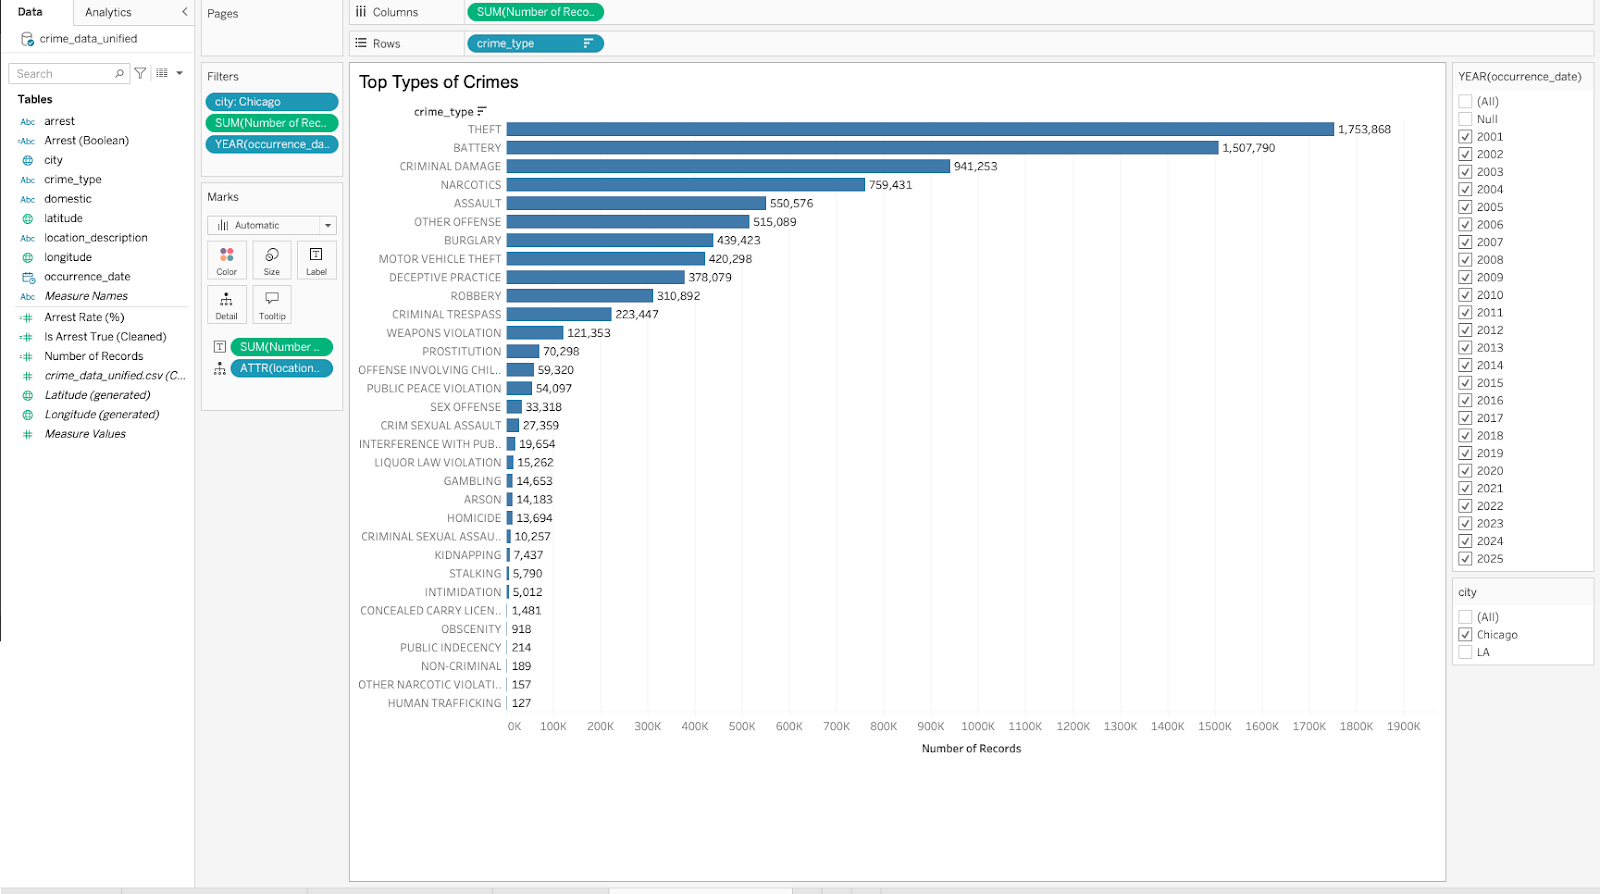 Data
Analytics
crime_data_unified
Search
Tables
Abc arrest
=Abc Arrest (Boolean)
city
Abc crime_type
Abc domestic
latitude
Abc location_description
longitude
occurrence_date
Abc Measure Names
=# Arrest Rate (%)
=# Is Arrest True (Cleaned)
=# Number of Records
# crime_data_unified.csv (C...
Latitude (generated)
Longitude (generated)
# Measure Values
Pages
Filters
city: Chicago
SUM(Number of Rec..
YEAR(occurrence_da..
Marks
Automatic
Color
Size
T
Label
Detail
Tooltip
T SUM(Number ..
ATTR(location..
Columns
SUM(Number of Reco..
Rows
crime_type
Top Types of Crimes
crime_type
THEFT 1,753,868
BATTERY 1,507,790
CRIMINAL DAMAGE 941,253
NARCOTICS 759,431
ASSAULT 550,576
OTHER OFFENSE 515,089
BURGLARY 439,423
MOTOR VEHICLE THEFT 420,298
DECEPTIVE PRACTICE 378,079
ROBBERY 310,892
CRIMINAL TRESPASS 223,447
WEAPONS VIOLATION 121,353
PROSTITUTION 70,298
OFFENSE INVOLVING CHIL.. 59,320
PUBLIC PEACE VIOLATION 54,097
SEX OFFENSE 33,318
CRIM SEXUAL ASSAULT 27,359
INTERFERENCE WITH PUB.. 19,654
LIQUOR LAW VIOLATION 15,262
GAMBLING 14,653
ARSON 14,183
HOMICIDE 13,694
CRIMINAL SEXUAL ASSAU.. 10,257
KIDNAPPING 7,437
STALKING 5,790
INTIMIDATION 5,012
CONCEALED CARRY LICEN.. 1,481
OBSCENITY 918
PUBLIC INDECENCY 214
NON-CRIMINAL 189
OTHER NARCOTIC VIOLATI.. 157
HUMAN TRAFFICKING 127
0K 100K 200K 300K 400K 500K 600K 700K 800K 900K 1000K 1100K 1200K 1300K 1400K 1500K 1600K 1700K 1800K 1900K
Number of Records
YEAR(occurrence_date)
(All)
Null
2001
2002
2003
2004
2005
2006
2007
2008
2009
2010
2011
2012
2013
2014
2015
2016
2017
2018
2019
2020
2021
2022
2023
2024
2025
city
(All)
Chicago
LA